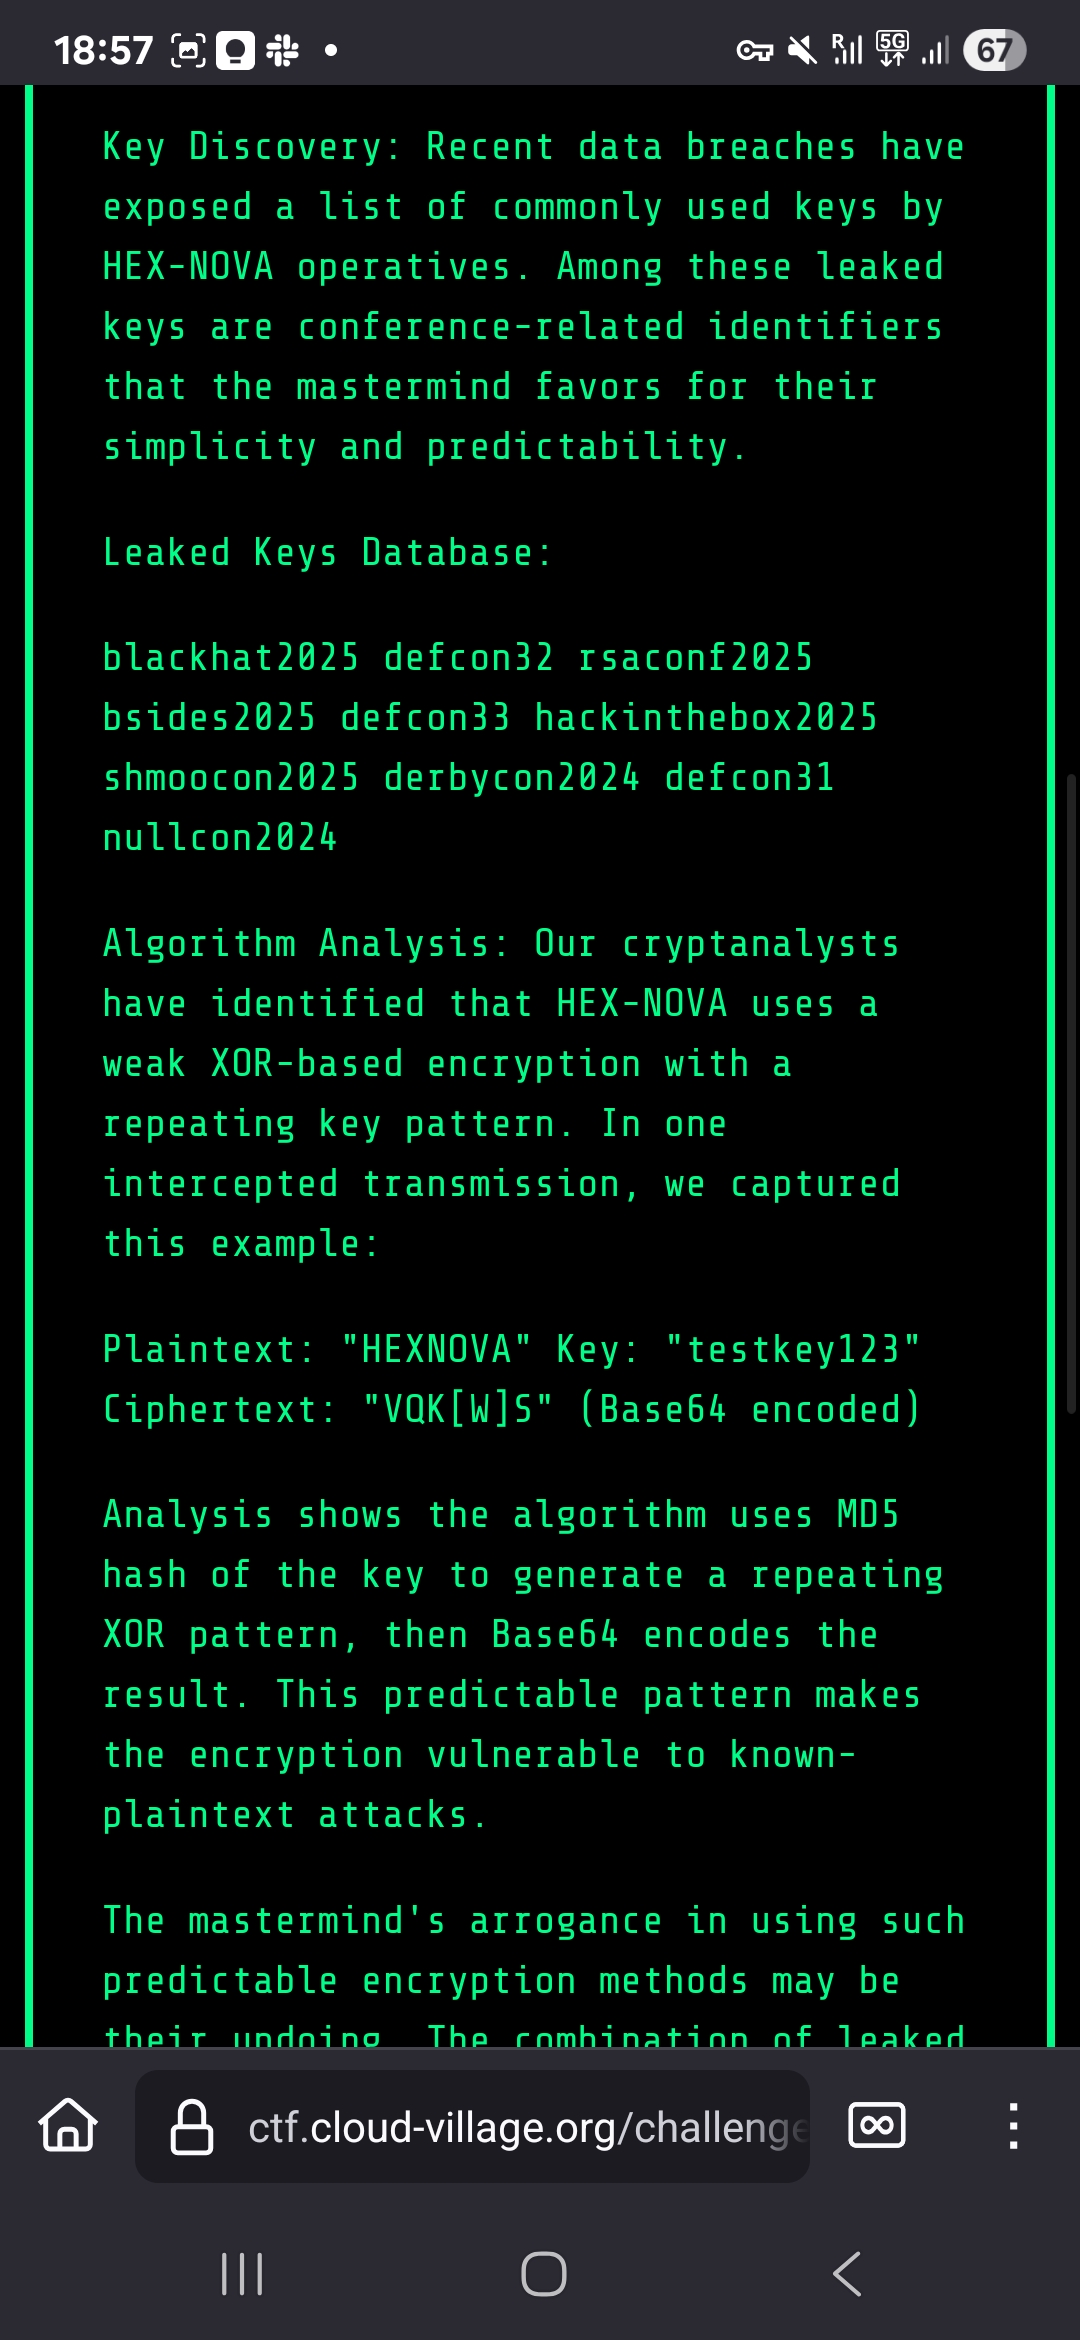 18:57
R 5G 67
Key Discovery: Recent data breaches have
exposed a list of commonly used keys by
HEX-NOVA operatives. Among these leaked
keys are conference-related identifiers
that the mastermind favors for their
simplicity and predictability.
Leaked Keys Database:
blackhat2025 defcon32 rsaconf2025
bsides2025 defcon33 hackinthebox2025
shmoocon2025 derbycon2024 defcon31
nullcon2024
Algorithm Analysis: Our cryptanalysts
have identified that HEX-NOVA uses a
weak XOR-based encryption with a
repeating key pattern. In one
intercepted transmission, we captured
this example:
Plaintext: "HEXNOVA" Key: "testkey123"
Ciphertext: "VQK[W]S" (Base64 encoded)
Analysis shows the algorithm uses MD5
hash of the key to generate a repeating
XOR pattern, then Base64 encodes the
result. This predictable pattern makes
the encryption vulnerable to known-
plaintext attacks.
The mastermind's arrogance in using such
predictable encryption methods may be
their undoing. The combination of leaked
ctf.cloud-village.org/challenge